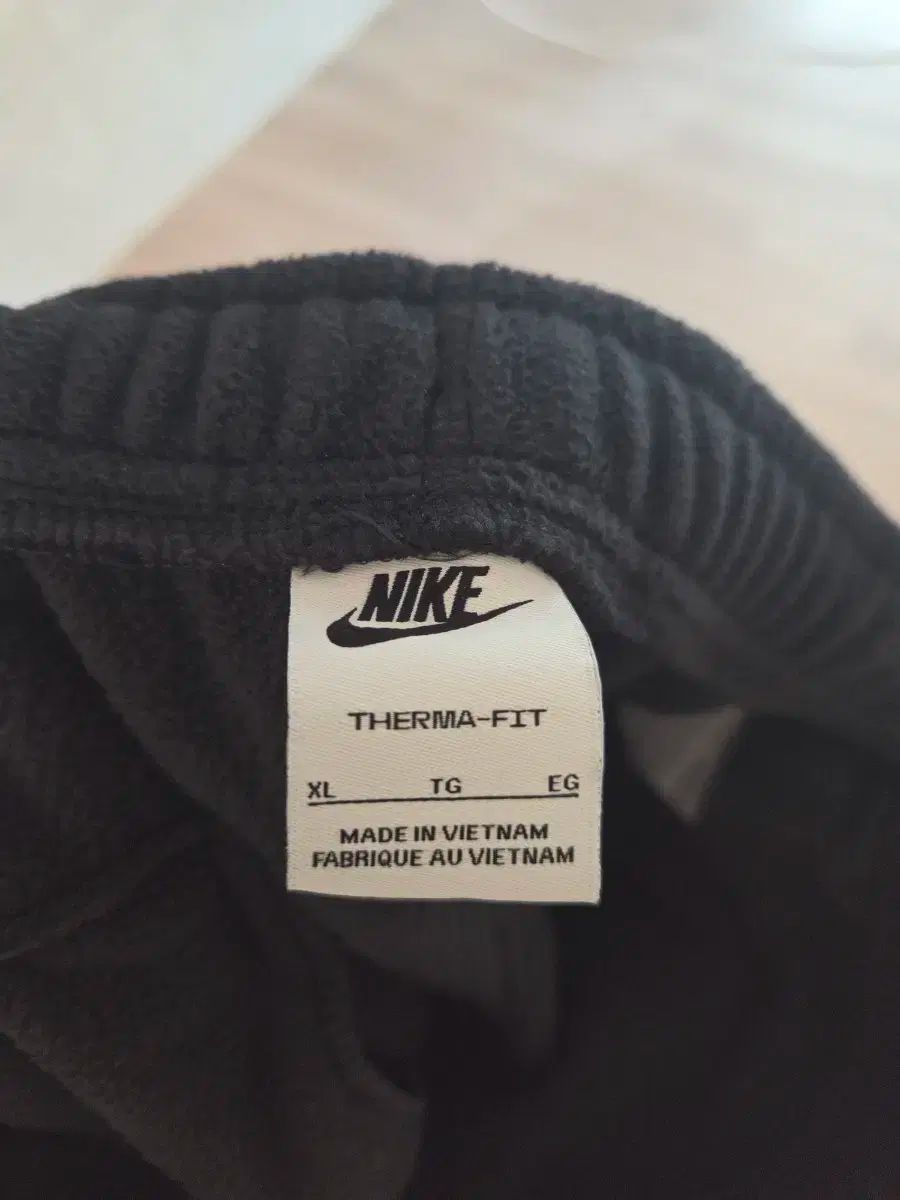 NIKE
THERMA-FIT
XL TG EG
MADE IN VIETNAM
FABRIQUE AU VIETNAM